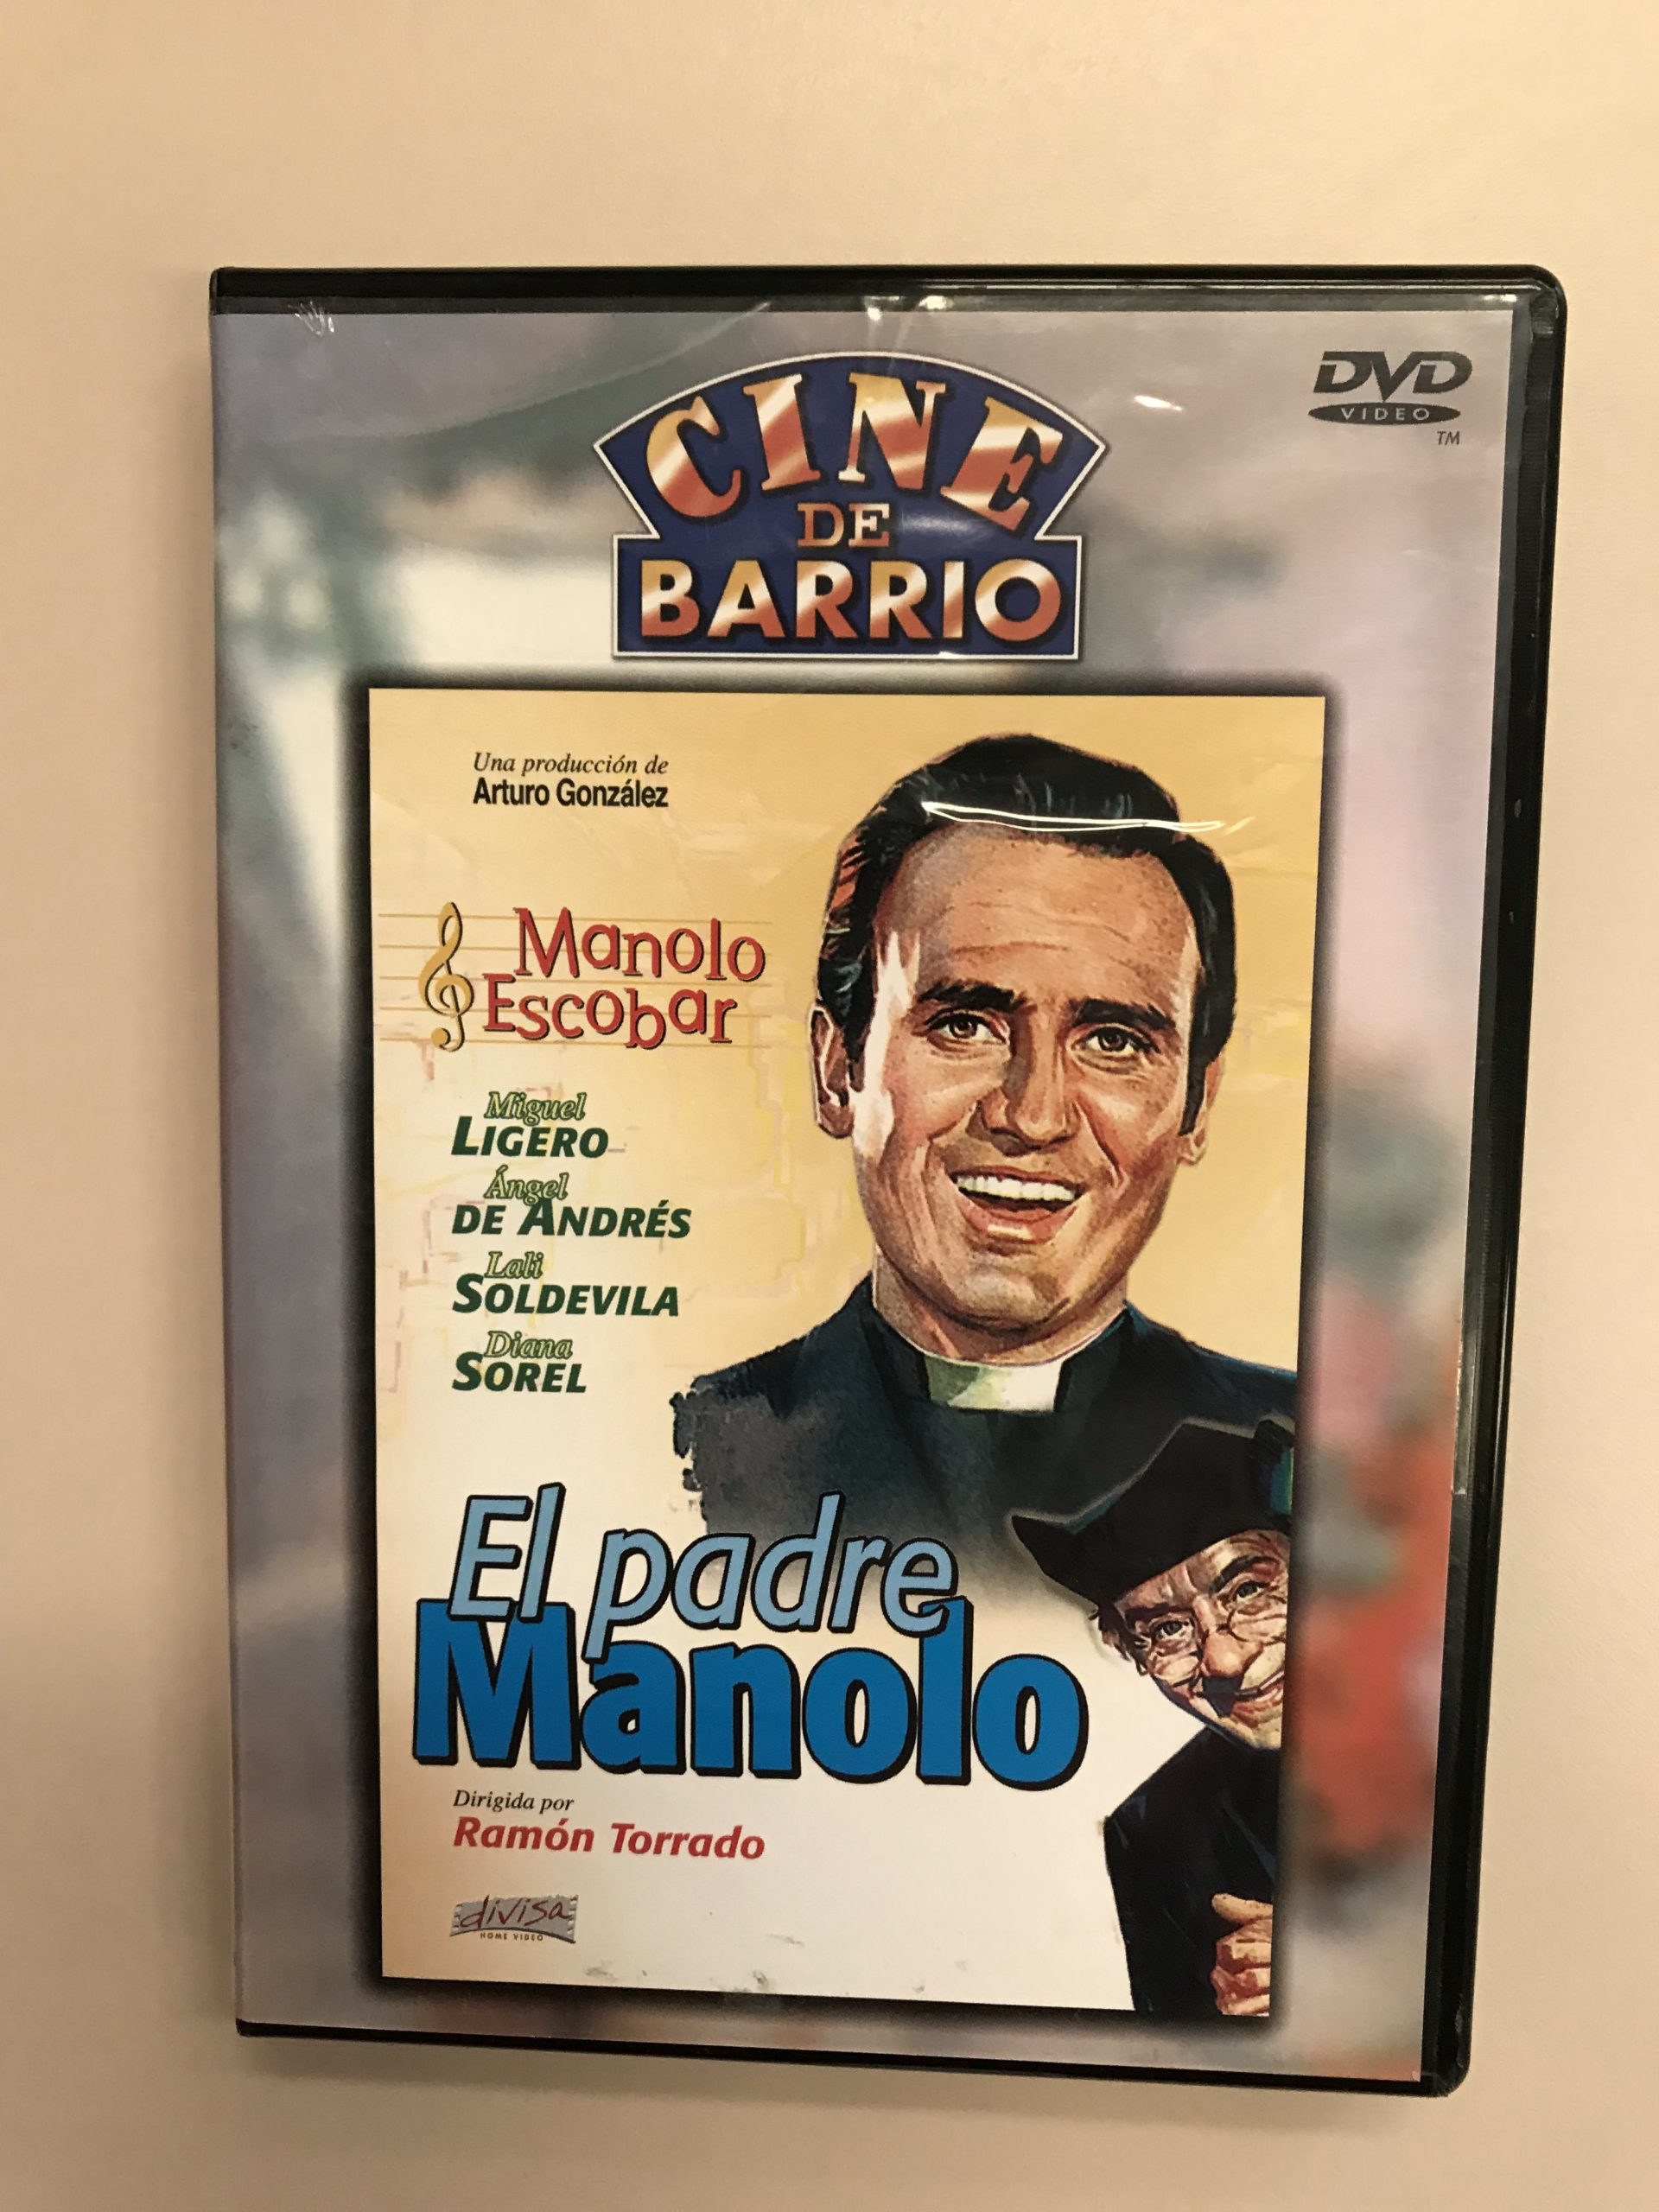 CINE
DE
BARRIO
DVD
VIDEO
TM
Una producción de
Arturo González
Manolo
Escobar
Miguel
LIGERO
Ángel
DE ANDRÉS
Lali
SOLDEVILA
Diana
SOREL
El padre
Manolo
Dirigida por
Ramón Torrado
divisa
HOME VIDEO